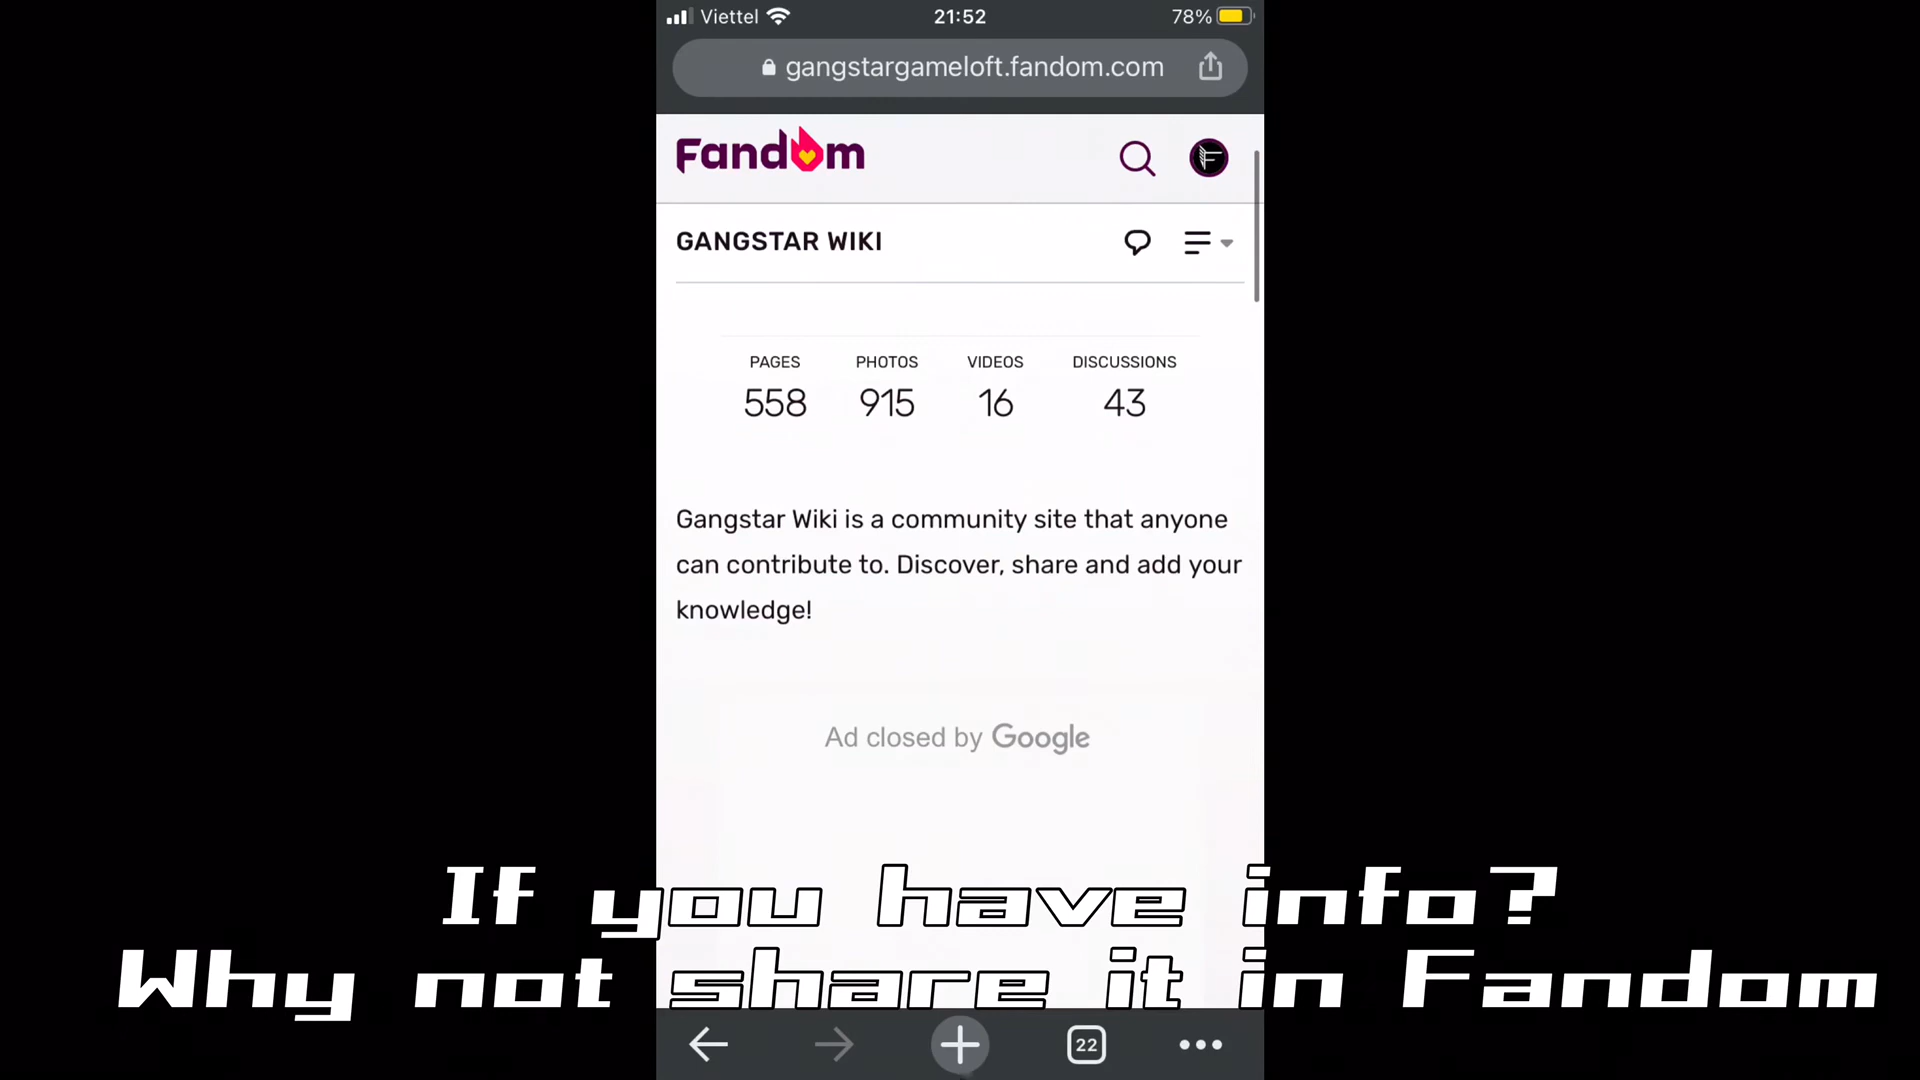 Viettel 21:52 78%
gangstargameloft.fandom.com
Fandom
GANGSTAR WIKI
PAGES PHOTOS VIDEOS DISCUSSIONS
558 915 16 43
Gangstar Wiki is a community site that anyone
can contribute to. Discover, share and add your
knowledge!
Ad closed by Google
If you have info?
Why not share it in Fandom
22